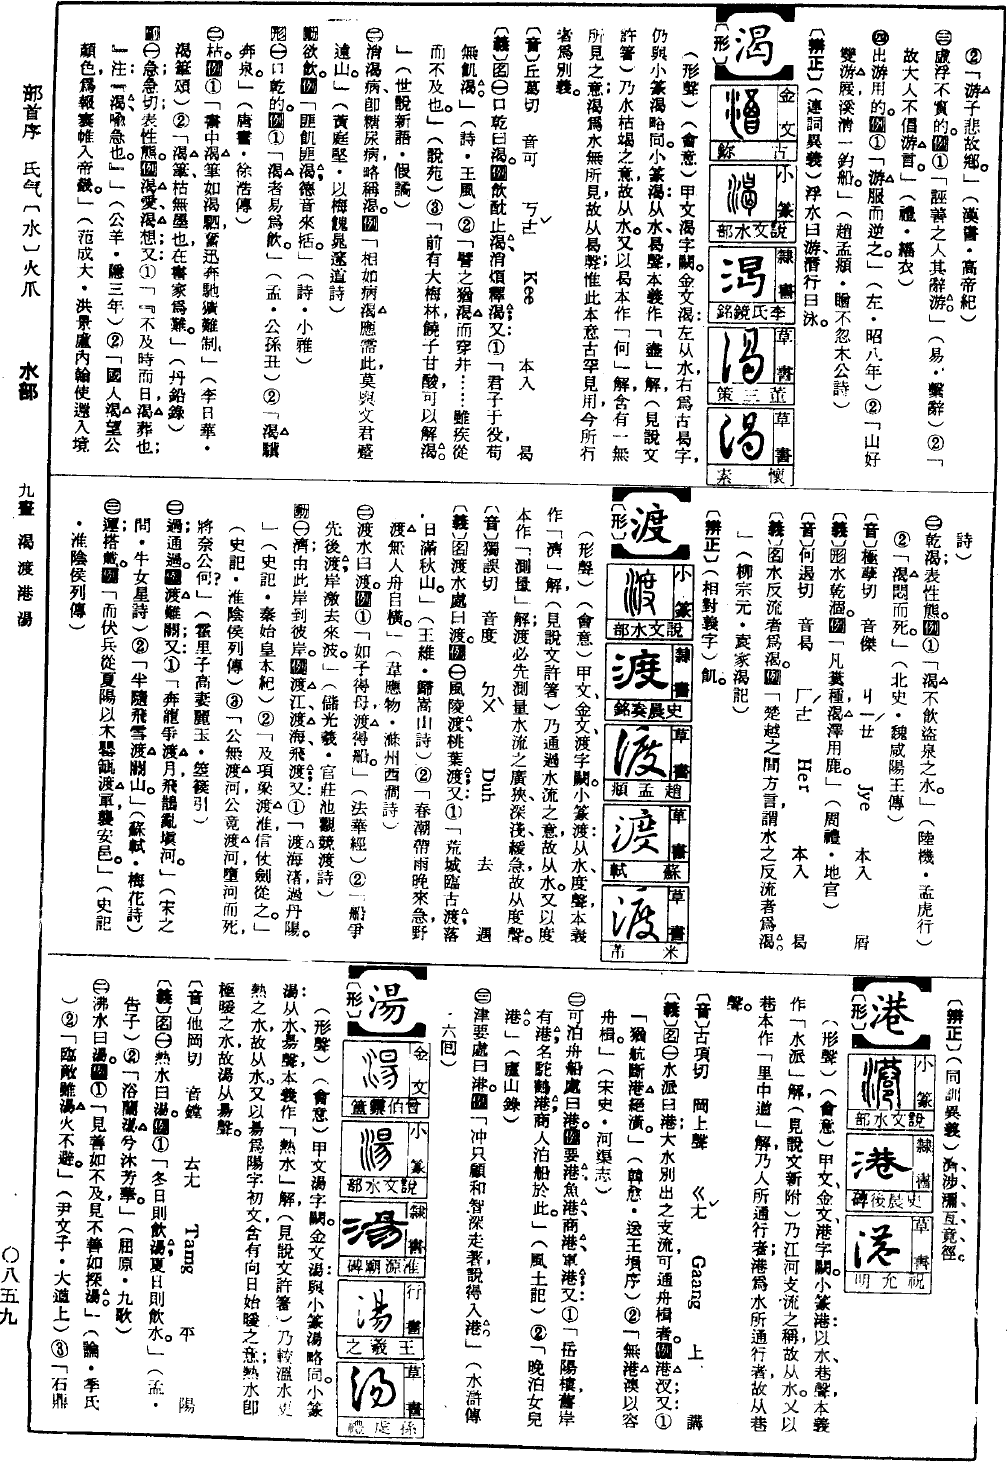 ②「游子悲故鄉。」（漢書・高帝紀）
㊂虛浮不實的。例①「誣善之人其辭游。」（易・繫辭）②「
故大人不倡游言。」（禮・緇衣）
㊃出游用的。例①「游服而逆之。」（左・昭八年）②「山好
雙游屐溪憎一釣船。」（趙孟頫・贈不忍木公詩）
〔辨正〕（連詞異義）浮水曰游潛行曰泳。
渴
金文 古鉨
小篆 說文水部
隸書 李氏鏡銘
草書 董三策
草書 懷素
〔形〕
（形聲）（會意）甲文渴字闕。金文渴：左从水，右為古曷字，
仍與小篆渴略同。小篆渴：从水、曷聲，本義作「盡」解，（見說文
許箸）乃水枯竭之意，故从水。又以曷本作「何」解，含有一無
所見之意；渴為水無所見，故从曷聲；惟此本意古罕見用，今所行
者為別義。
〔音〕丘葛切 音可 ㄎㄜˇ Kee 本入 曷
〔義〕名㊀口乾曰渴。例飲酖止渴、消煩釋渴；又①「君子于役，苟
無飢渴。」（詩・王風）②「譬之猶渴而穿井……雖疾從
而不及也。」（說苑）③「前有大梅林，饒子甘酸，可以解渴。
」（世說新語・假譎）
㊁消渴病即糖尿病，略稱渴。例「相如病渴應需此，莫與文君蹙
遠山。」（黃庭堅・以梅餽晁深道詩）
動欲飲。例「匪飢匪渴，德音來括。」（詩・小雅）
形㊀口乾的。例①「渴者易為飲。」（孟・公孫丑）②「渴驥
奔泉。」（唐書・徐浩傳）
㊁枯。例①「書中渴筆如渴驷，奮迅奔馳獷難制。」（李日華・
渴筆頌）②「渴筆枯無墨也，在書家為難。」（丹鉛錄）
副㊀急急切表性態。例渴愛、渴想；又①「『不及時而日，渴葬也；
』注：『渴，喻急也。』」（公羊・隱三年）②「國人渴望公
顏色，為報褰帷入帝畿。」（范成大・洪景盧內翰使還入境
詩）
㊁乾渴表性態。例①「渴不飲盜泉之水。」（陸機・猛虎行）
②「渴悶而死。」（北史・魏咸陽王傳）
〔音〕極孽切 音傑 ㄐㄧㄝˊ Jye 本入 屑
〔義〕形水乾涸。例「凡糞種，渴澤用鹿。」（周禮・地官）
〔音〕何遏切 音曷 ㄏㄜˊ Her 本入 曷
〔義〕名水反流者為渴。例「楚越之間方言，謂水之反流者為渴。
」（柳宗元・袁家渴記）
〔辨正〕（相對義字）飢。
渡
小篆 說文水部
隸書 史晨奏銘
草書 趙孟頫
草書 蘇軾
草書 米芾
〔形〕
（形聲）（會意）甲文、金文渡字闕。小篆渡：从水、度聲，本義
作「濟」解，（見說文許箸）乃通過水流之意，故从水。又以度
本作「測量」解，渡必先測量水流之廣狹、深淺、緩急，故从度聲。
〔音〕獨誤切 音度 ㄉㄨˋ Duh 去 遇
〔義〕名渡水處曰渡。例㊀風陵渡、桃葉渡；又①「荒城臨古渡，落
日滿秋山。」（王維・歸嵩山詩）②「春潮帶雨晚來急，野
渡無人舟自橫。」（韋應物・滁州西澗詩）
㊁渡水曰渡。例①「如子得母，渡得船。」（法華經）②「船爭
先後渡，岸激去來波。」（儲光羲・官莊池觀競渡詩）
動㊀濟；由此岸到彼岸。例渡江、渡海、飛渡；又①「渡海渚，過丹陽。
」（史記・秦始皇本紀）②「及項梁渡淮，信仗劍從之。」
（史記・淮陰侯列傳）③「公無渡河，公竟渡河；墮河而死，
將奈公何？」（霍里子高妻麗玉・箜篌引）
㊁過；通過。例渡難關；又①「奔龍爭渡月，飛鵲亂填河。」（宋之
問・牛女星詩）②「半隨飛雪渡關山。」（蘇軾・梅花詩）
㊂運搭載。例「而伏兵從夏陽以木罌缻渡軍襲安邑。」（史記
・淮陰侯列傳）
〔辨正〕（同訓異義）濟、涉、瀰、亙、竟、徑。
港
小篆 說文水部
隸書 史晨後碑
草書 祝允明
〔形〕
（形聲）（會意）甲文、金文港字闕。小篆港：以水、巷聲，本義
作「水派」解，（見說文新附）乃江河支流之稱，故从水。又以
巷本作「里中道」解，乃人所通行者；港為水所通行者，故从巷
聲。
〔音〕古項切 岡上聲 ㄍㄤˇ Gaang 上 講
〔義〕名㊀水派曰港；大水別出之支流可通舟楫者。例港汊；又①
「猶航斷港絕潢。」（韓愈・送王塤序）②「無港澳以容
舟楫。」（宋史・河渠志）
㊁可泊舟船處曰港。例要港、魚港、商港、軍港；又①「岳陽樓舊岸
有港，名駝鶴港，商人泊船於此。」（風土記）②「晚泊女兒
港。」（廬山錄）
㊂津要處曰港。例「冲只顧和智深走著，說得入港。」（水滸傳
・六回）
湯
金文 曾伯霥簠
小篆 說文水部
隸書 淮源廟碑
行書 王羲之
草書 孫虔禮
〔形〕
（形聲）（會意）甲文湯字闕。金文湯與小篆湯略同。小篆
湯：从水、昜聲，本義作「熱水」解，（見說文許箸）乃較溫水更
熱之水，故从水。又以昜為陽字初文，含有向日始暖之意；熱水即
極暖之水，故湯从昜聲。
〔音〕他岡切 音鏜 ㄊㄤ Tang 平 陽
〔義〕名㊀熱水曰湯。例①「冬日則飲湯，夏日則飲水。」（孟・
告子）②「浴蘭湯兮沐芳華。」（屈原・九歌）
㊁沸水曰湯。例①「見善如不及，見不善如探湯。」（論・季氏
）②「臨敵雖湯火不避。」（尹文子・大道上）③「石鼎
部首序 氏气〔水〕火爪 水部 九畫 渴渡港湯 〇八五九